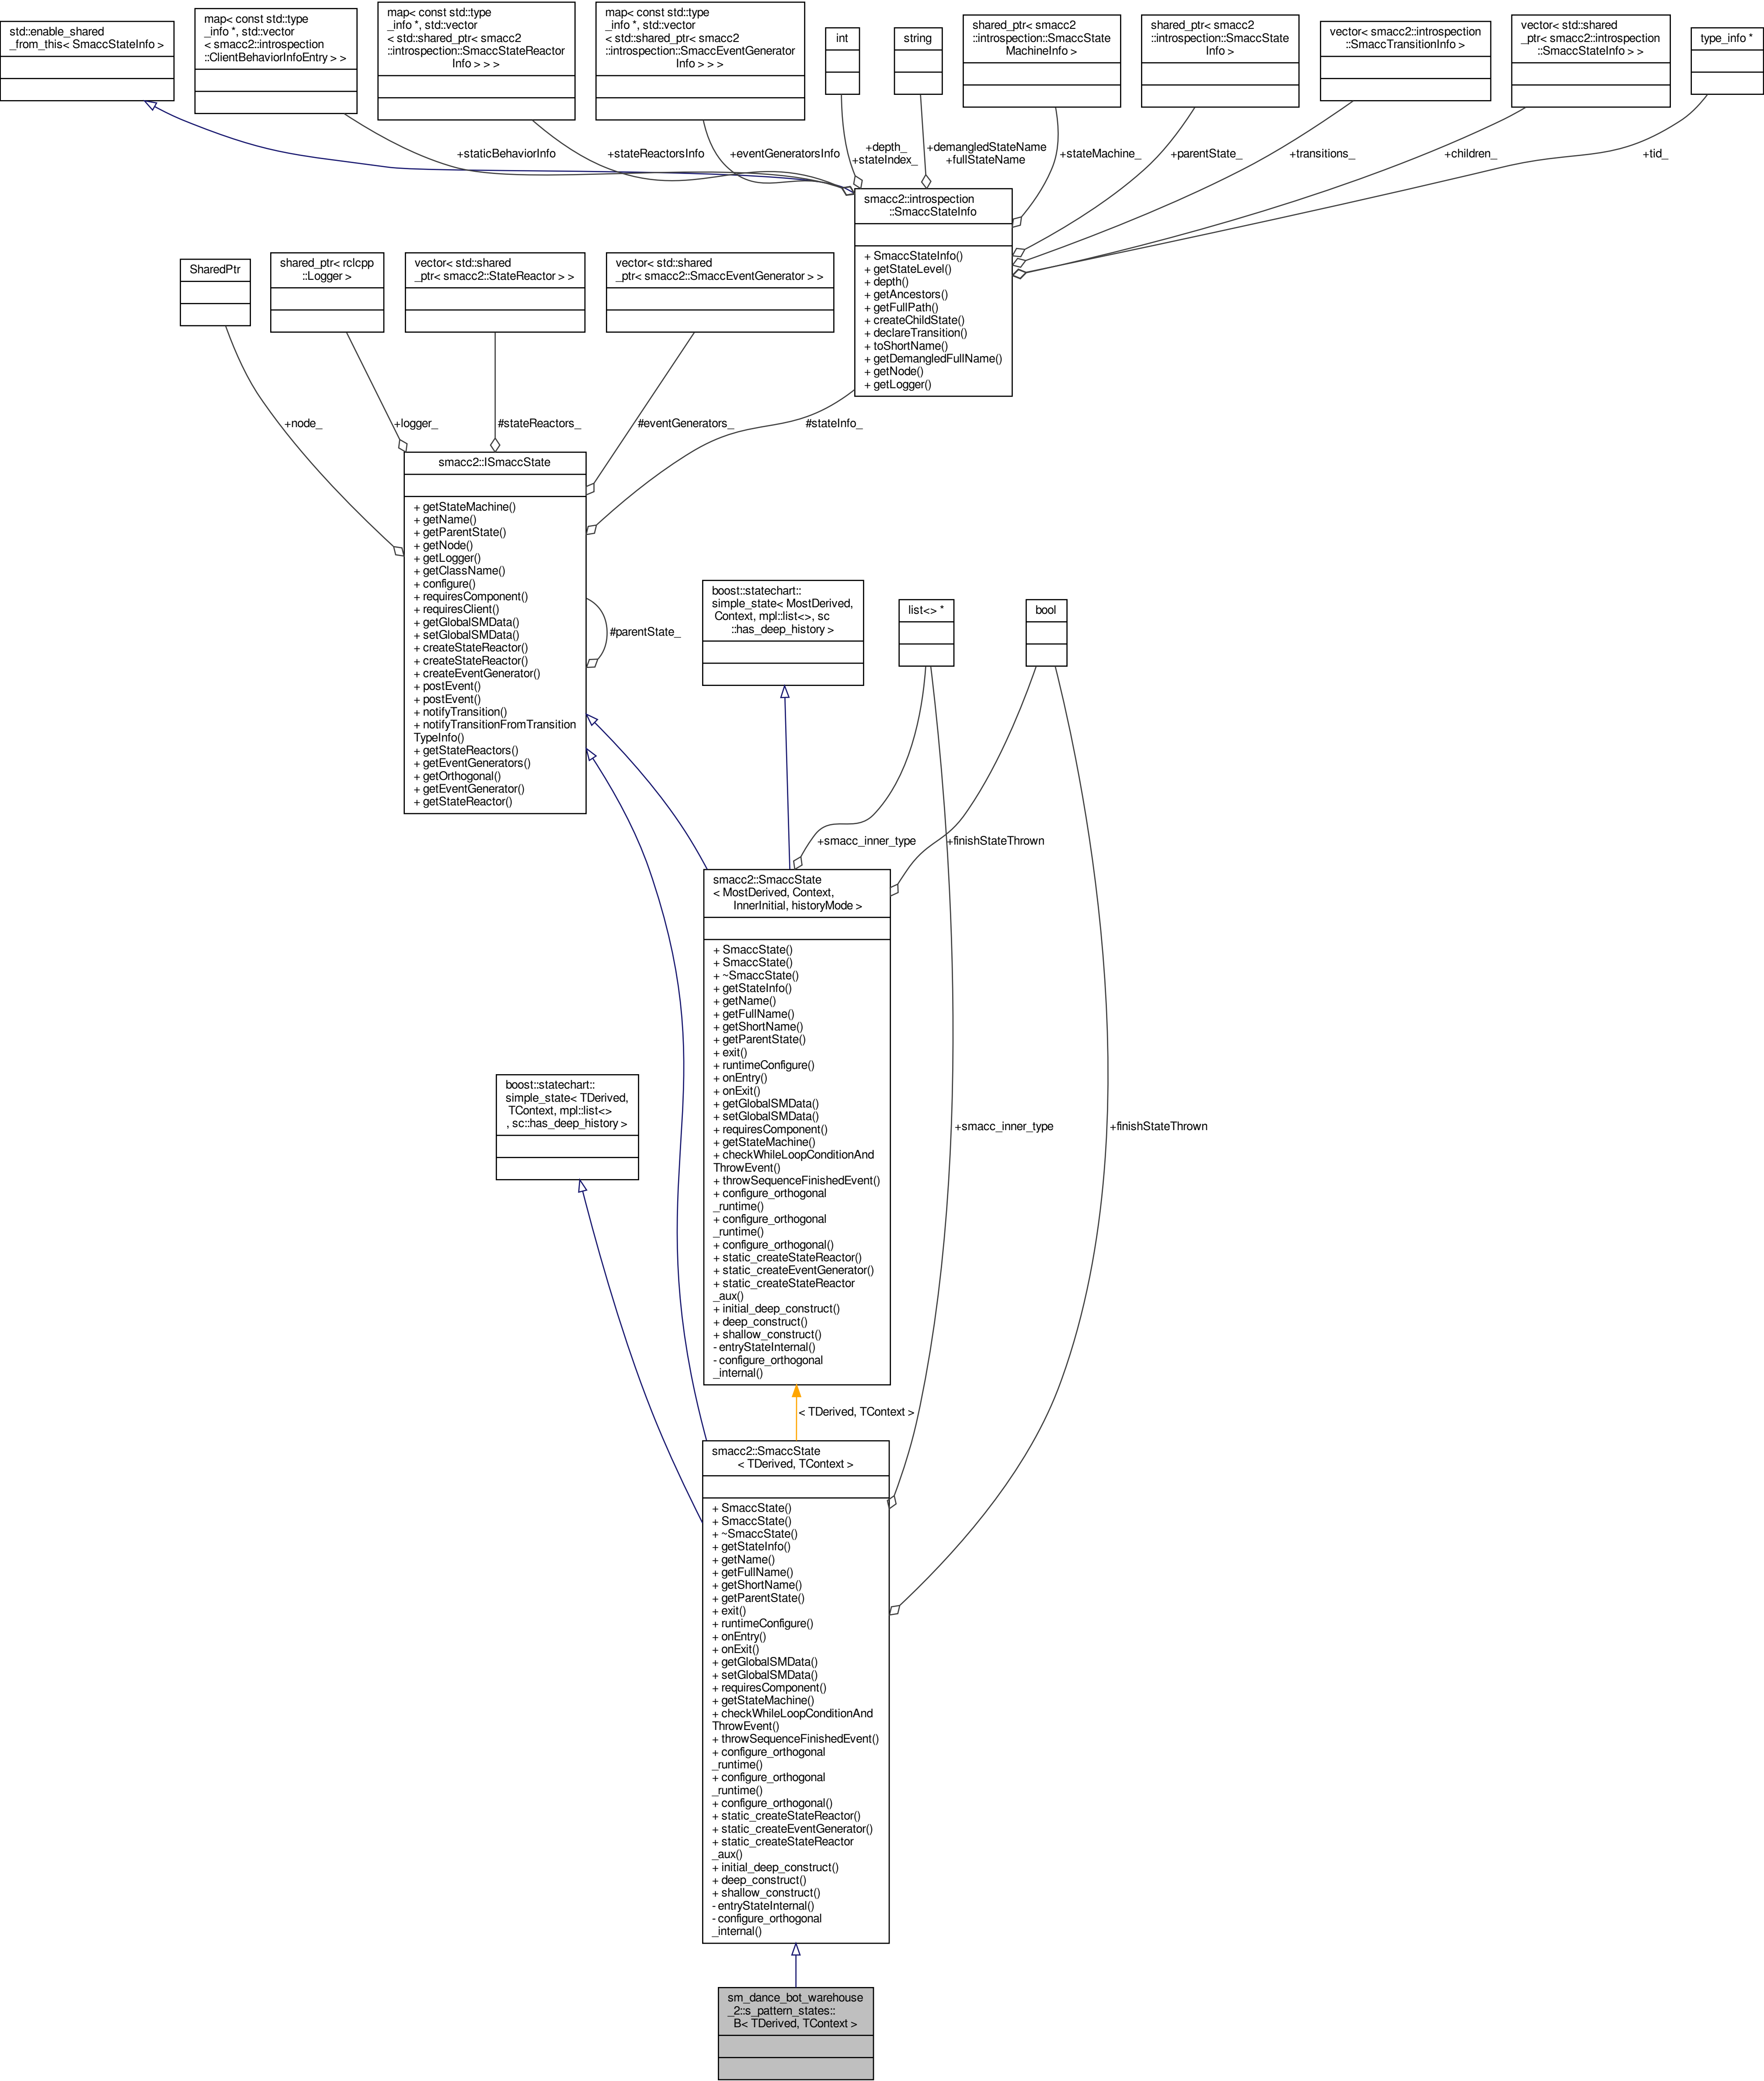 std::enable_shared
_from_this< SmaccStateInfo >
map< const std::type
_info *, std::vector
< smacc2::introspection
::ClientBehaviorInfoEntry > >
map< const std::type
_info *, std::vector
< std::shared_ptr< smacc2
::introspection::SmaccStateReactor
Info > > >
map< const std::type
_info *, std::vector
< std::shared_ptr< smacc2
::introspection::SmaccEventGenerator
Info > > >
int
string
shared_ptr< smacc2
::introspection::SmaccState
MachineInfo >
shared_ptr< smacc2
::introspection::SmaccState
Info >
vector< smacc2::introspection
::SmaccTransitionInfo >
vector< std::shared
_ptr< smacc2::introspection
::SmaccStateInfo > >
type_info *
+staticBehaviorInfo
+stateReactorsInfo
+eventGeneratorsInfo
+depth_
+stateIndex_
+demangledStateName
+fullStateName
+stateMachine_
+parentState_
+transitions_
+children_
+tid_
smacc2::introspection
::SmaccStateInfo
+ SmaccStateInfo()
+ getStateLevel()
+ depth()
+ getAncestors()
+ getFullPath()
+ createChildState()
+ declareTransition()
+ toShortName()
+ getDemangledFullName()
+ getNode()
+ getLogger()
SharedPtr
shared_ptr< rclcpp
::Logger >
vector< std::shared
_ptr< smacc2::StateReactor > >
vector< std::shared
_ptr< smacc2::SmaccEventGenerator > >
+node_
+logger_
#stateReactors_
#eventGenerators_
#stateInfo_
smacc2::ISmaccState
+ getStateMachine()
+ getName()
+ getParentState()
+ getNode()
+ getLogger()
+ getClassName()
+ configure()
+ requiresComponent()
+ requiresClient()
+ getGlobalSMData()
+ setGlobalSMData()
+ createStateReactor()
+ createStateReactor()
+ createEventGenerator()
+ postEvent()
+ postEvent()
+ notifyTransition()
+ notifyTransitionFromTransition
TypeInfo()
+ getStateReactors()
+ getEventGenerators()
+ getOrthogonal()
+ getEventGenerator()
+ getStateReactor()
#parentState_
boost::statechart::
simple_state< MostDerived,
Context, mpl::list<>, sc
::has_deep_history >
list<> *
bool
+smacc_inner_type
+finishStateThrown
smacc2::SmaccState
< MostDerived, Context,
InnerInitial, historyMode >
+ SmaccState()
+ SmaccState()
+ ~SmaccState()
+ getStateInfo()
+ getName()
+ getFullName()
+ getShortName()
+ getParentState()
+ exit()
+ runtimeConfigure()
+ onEntry()
+ onExit()
+ getGlobalSMData()
+ setGlobalSMData()
+ requiresComponent()
+ getStateMachine()
+ checkWhileLoopConditionAnd
ThrowEvent()
+ throwSequenceFinishedEvent()
+ configure_orthogonal
_runtime()
+ configure_orthogonal
_runtime()
+ configure_orthogonal()
+ static_createStateReactor()
+ static_createEventGenerator()
+ static_createStateReactor
_aux()
+ initial_deep_construct()
+ deep_construct()
+ shallow_construct()
- entryStateInternal()
- configure_orthogonal
_internal()
boost::statechart::
simple_state< TDerived,
TContext, mpl::list<>
, sc::has_deep_history >
+smacc_inner_type
+finishStateThrown
< TDerived, TContext >
smacc2::SmaccState
< TDerived, TContext >
+ SmaccState()
+ SmaccState()
+ ~SmaccState()
+ getStateInfo()
+ getName()
+ getFullName()
+ getShortName()
+ getParentState()
+ exit()
+ runtimeConfigure()
+ onEntry()
+ onExit()
+ getGlobalSMData()
+ setGlobalSMData()
+ requiresComponent()
+ getStateMachine()
+ checkWhileLoopConditionAnd
ThrowEvent()
+ throwSequenceFinishedEvent()
+ configure_orthogonal
_runtime()
+ configure_orthogonal
_runtime()
+ configure_orthogonal()
+ static_createStateReactor()
+ static_createEventGenerator()
+ static_createStateReactor
_aux()
+ initial_deep_construct()
+ deep_construct()
+ shallow_construct()
- entryStateInternal()
- configure_orthogonal
_internal()
sm_dance_bot_warehouse
_2::s_pattern_states::
B< TDerived, TContext >